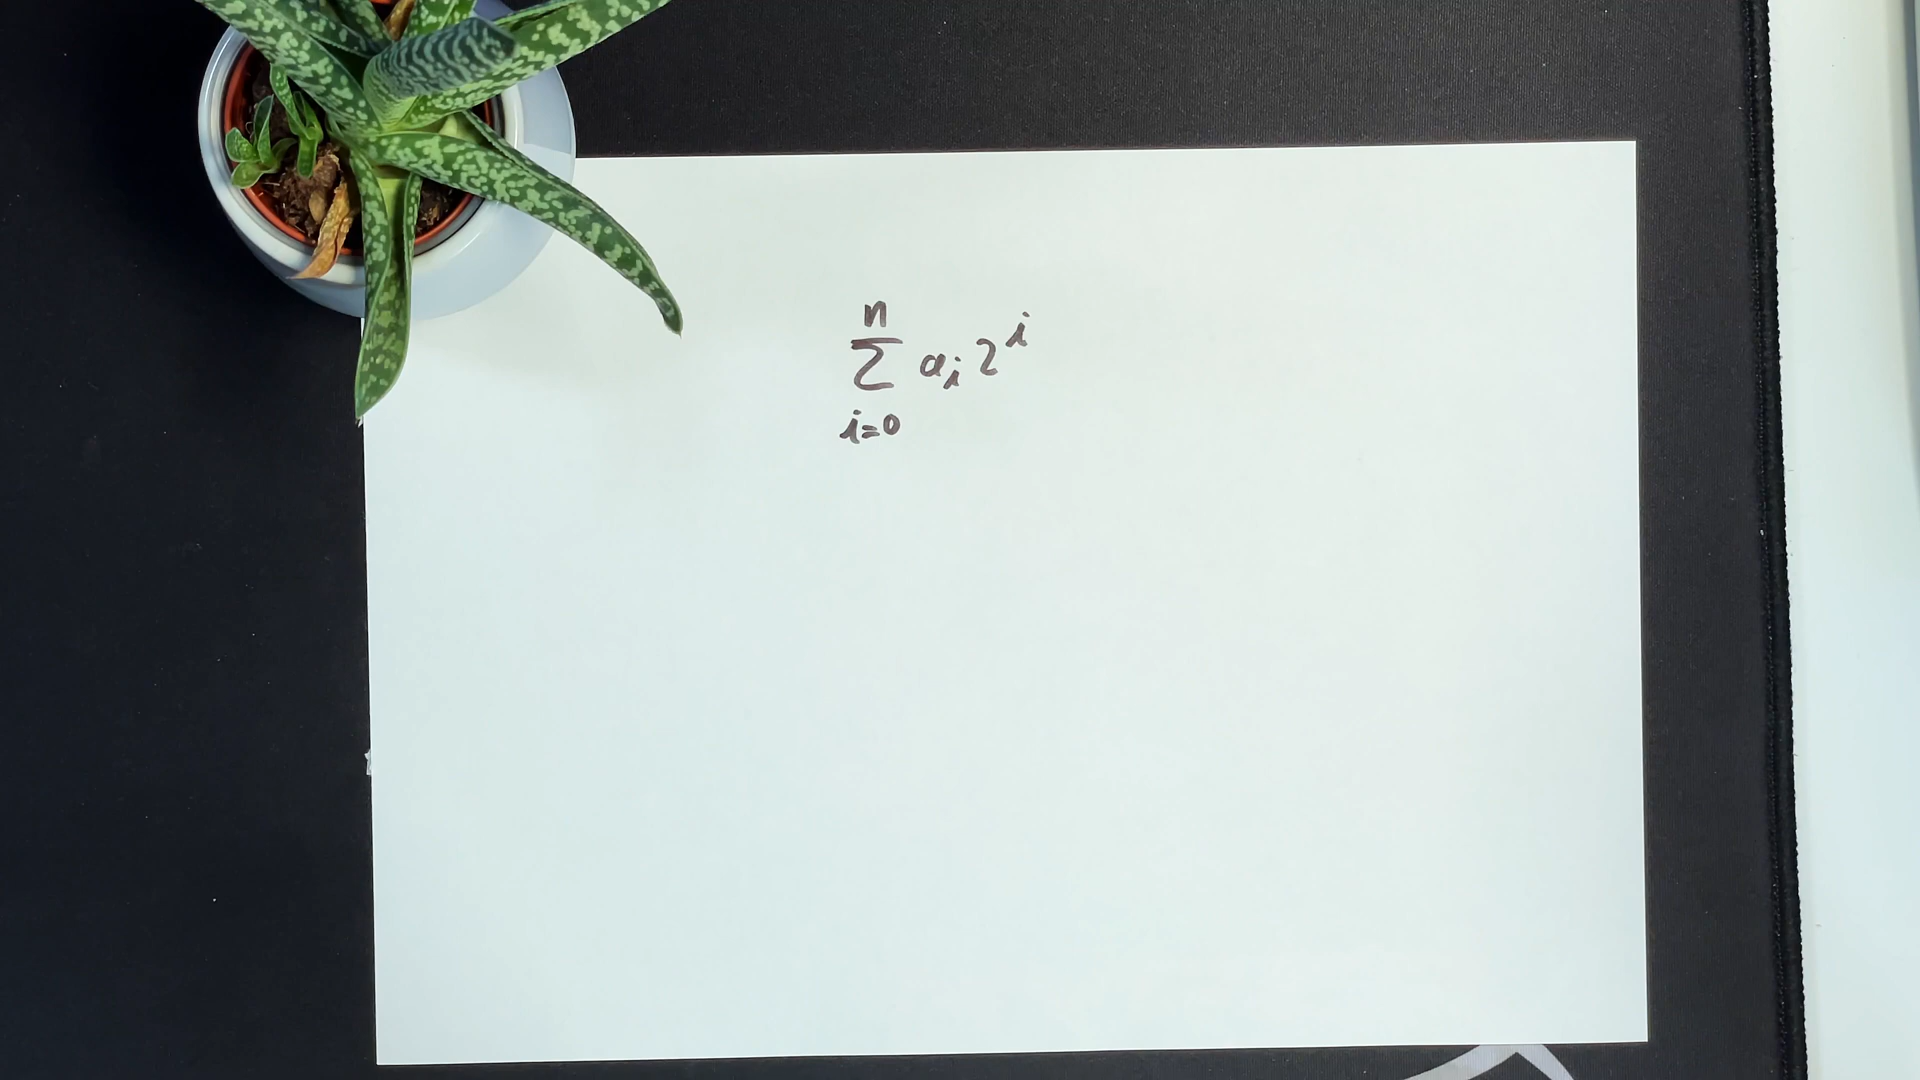 n
∑ aᵢ 2ⁱ
i=0